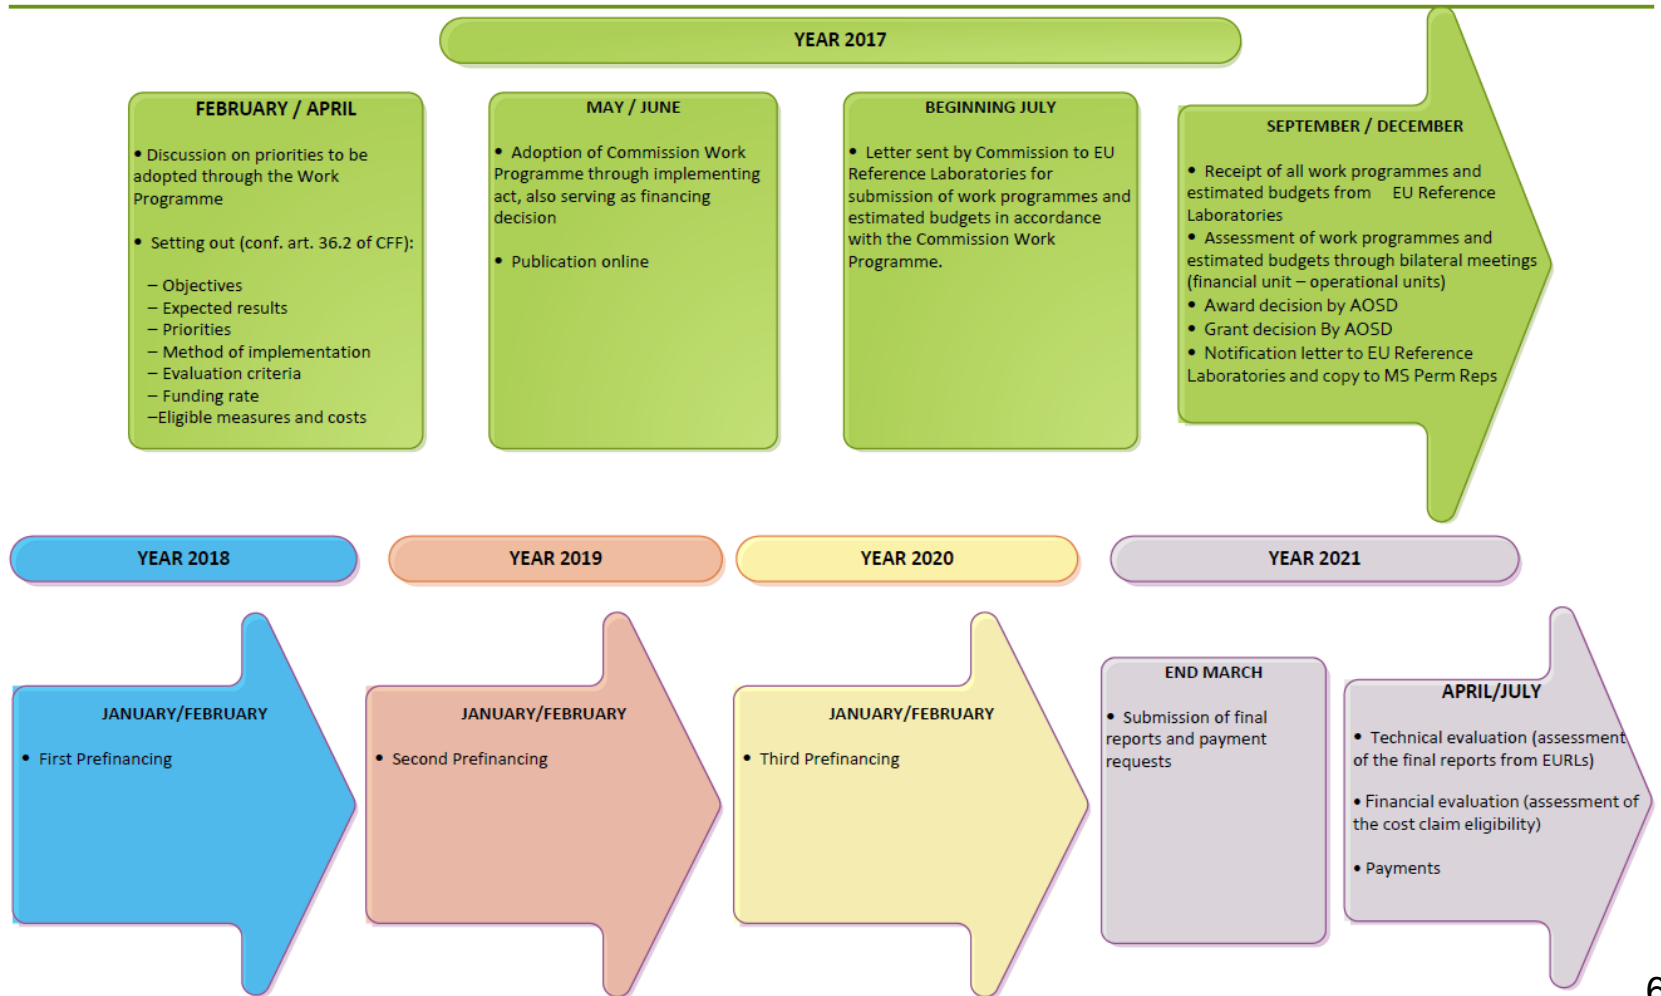 YEAR 2017
FEBRUARY / APRIL
• Discussion on priorities to be
adopted through the Work
Programme
• Setting out (conf. art. 36.2 of CFF):
– Objectives
– Expected results
– Priorities
– Method of implementation
– Evaluation criteria
– Funding rate
–Eligible measures and costs
MAY / JUNE
• Adoption of Commission Work
Programme through implementing
act, also serving as financing
decision
• Publication online
BEGINNING JULY
• Letter sent by Commission to EU
Reference Laboratories for
submission of work programmes and
estimated budgets in accordance
with the Commission Work
Programme.
SEPTEMBER / DECEMBER
• Receipt of all work programmes and
estimated budgets from EU Reference
Laboratories
• Assessment of work programmes and
estimated budgets through bilateral meetings
(financial unit – operational units)
• Award decision by AOSD
• Grant decision By AOSD
• Notification letter to EU Reference
Laboratories and copy to MS Perm Reps
YEAR 2018
JANUARY/FEBRUARY
• First Prefinancing
YEAR 2019
JANUARY/FEBRUARY
• Second Prefinancing
YEAR 2020
JANUARY/FEBRUARY
• Third Prefinancing
YEAR 2021
END MARCH
• Submission of final
reports and payment
requests
APRIL/JULY
• Technical evaluation (assessment
of the final reports from EURLs)
• Financial evaluation (assessment of
the cost claim eligibility)
• Payments
6